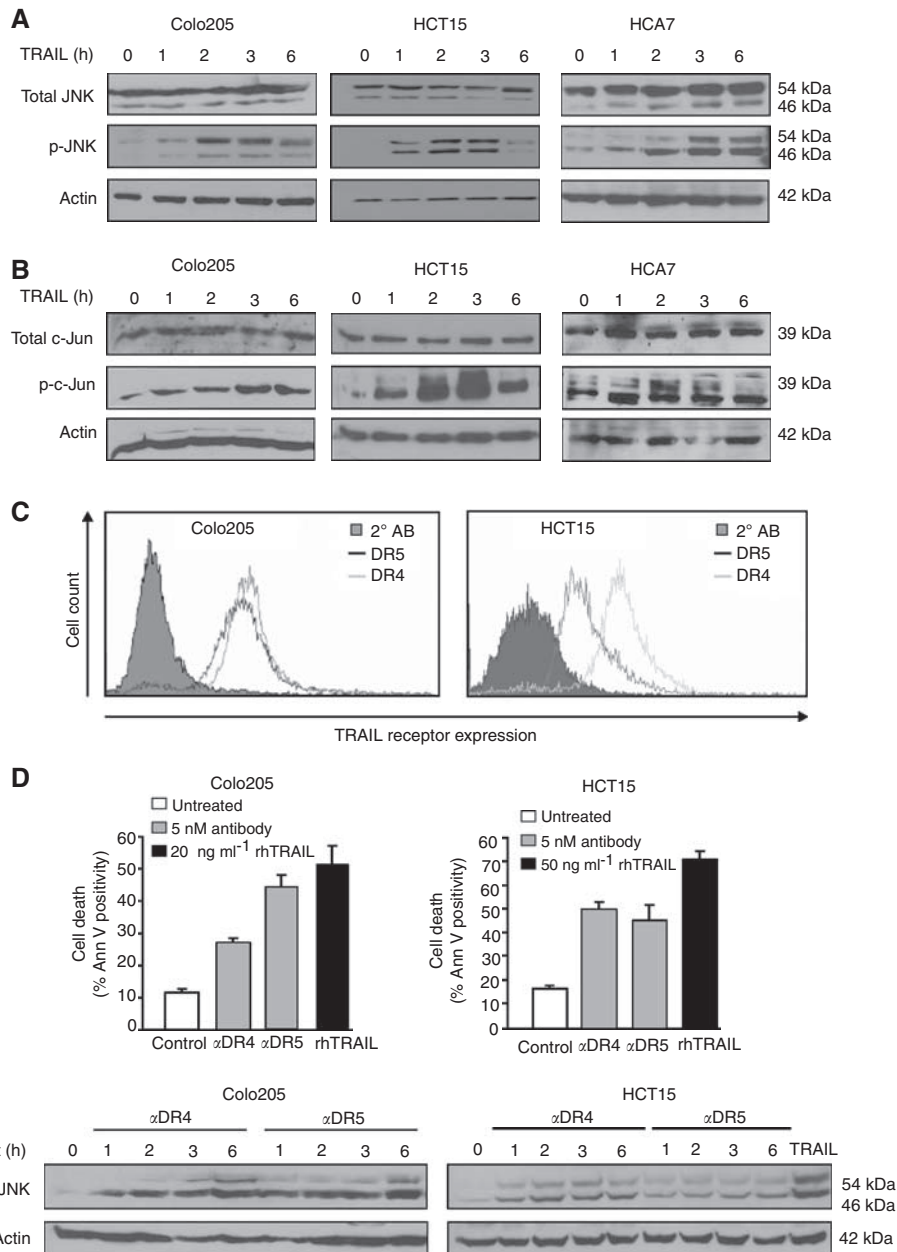 A
Colo205 HCT15 HCA7
TRAIL (h) 0 1 2 3 6 0 1 2 3 6 0 1 2 3 6
Total JNK 54 kDa
46 kDa
p-JNK 54 kDa
46 kDa
Actin 42 kDa
B
Colo205 HCT15 HCA7
TRAIL (h) 0 1 2 3 6 0 1 2 3 6 0 1 2 3 6
Total c-Jun 39 kDa
p-c-Jun 39 kDa
Actin 42 kDa
C
Cell count
Colo205
2° AB
DR5
DR4
HCT15
2° AB
DR5
DR4
TRAIL receptor expression
D
Colo205
Untreated
5 nM antibody
20 ng ml-1 rhTRAIL
Cell death
(% Ann V positivity)
60
50
40
30
20
10
0
Control αDR4 αDR5 rhTRAIL
HCT15
Untreated
5 nM antibody
50 ng ml-1 rhTRAIL
Cell death
(% Ann V positivity)
60
70
60
50
40
30
20
10
0
Control αDR4 αDR5 rhTRAIL
Colo205 HCT15
αDR4 αDR5 αDR4 αDR5
(h) 0 1 2 3 6 1 2 3 6 0 1 2 3 6 1 2 3 6 TRAIL
JNK 54 kDa
46 kDa
Actin 42 kDa